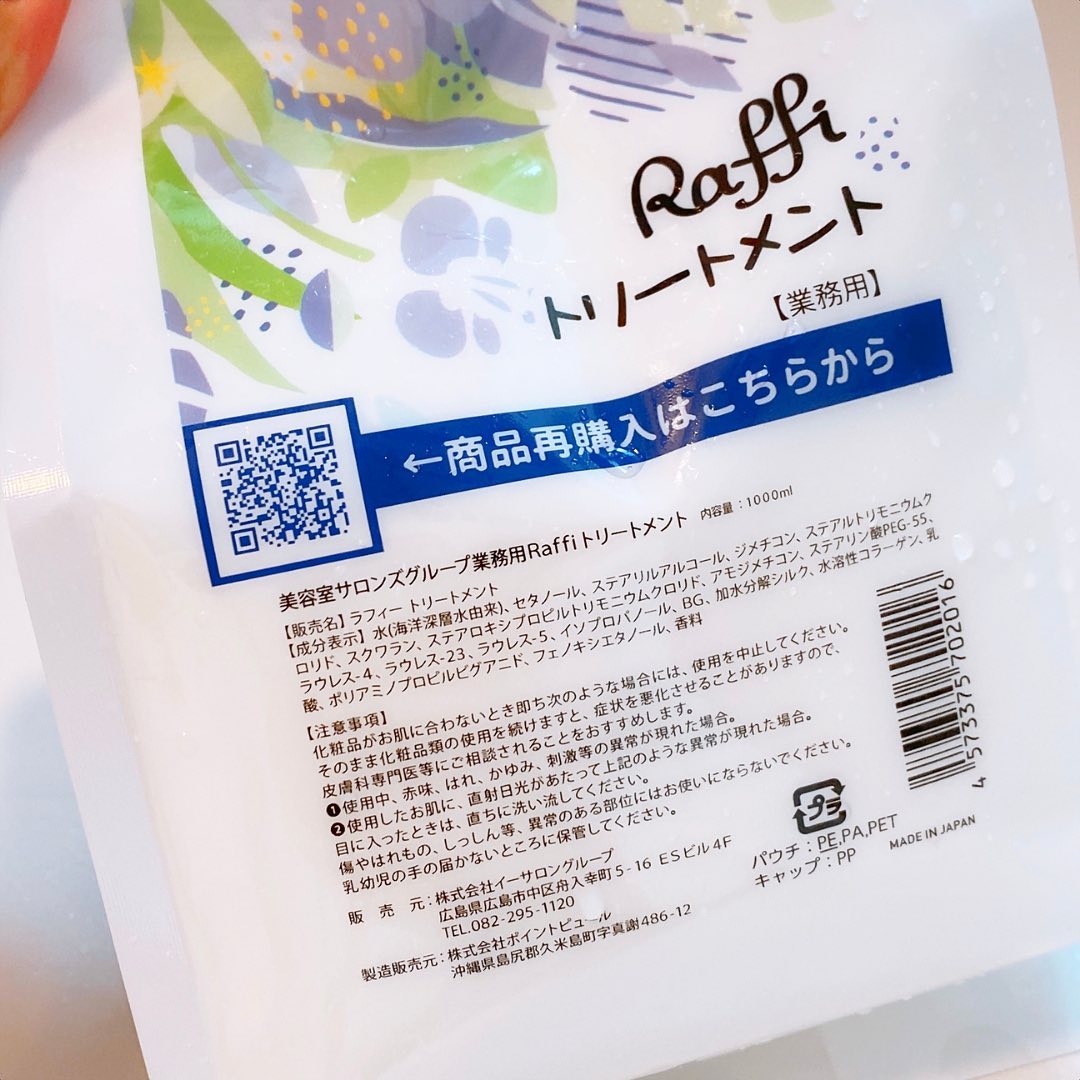 Raffi
トリートメント
【業務用】
←商品再購入はこちらから
美容室サロンズグループ業務用Raffiトリートメント 内容量：1000ml
【販売名】ラフィー トリートメント
【成分表示】水(海洋深層水由来)、セタノール、ステアリルアルコール、ジメチコン、ステアルトリモニウムク
ロリド、スクワラン、ステアロキシプロピルトリモニウムクロリド、アモジメチコン、ステアリン酸PEG-55、
ラウレス-4、ラウレス-23、ラウレス-5、イソプロパノール、BG、加水分解シルク、水溶性コラーゲン、乳
酸、ポリアミノプロピルビグアニド、フェノキシエタノール、香料
【注意事項】
化粧品がお肌に合わないとき即ち次のような場合には、使用を中止してください。
そのまま化粧品類の使用を続けますと、症状を悪化させることがありますので、
皮膚科専門医等にご相談されることをおすすめします。
❶使用中、赤味、はれ、かゆみ、刺激等の異常が現れた場合。
❷使用したお肌に、直射日光があたって上記のような異常が現れた場合。
目に入ったときは、直ちに洗い流してください。
傷やはれもの、しっしん等、異常のある部位にはお使いにならないでください。
乳幼児の手の届かないところに保管してください。
販 売 元：株式会社イーサロングループ
広島県広島市中区舟入幸町5-16 ESビル4F
TEL.082-295-1120
製造販売元：株式会社ポイントピュール
沖縄県島尻郡久米島町字真謝486-12
プラ
パウチ：PE,PA,PET
キャップ：PP
MADE IN JAPAN
4 573375 702016